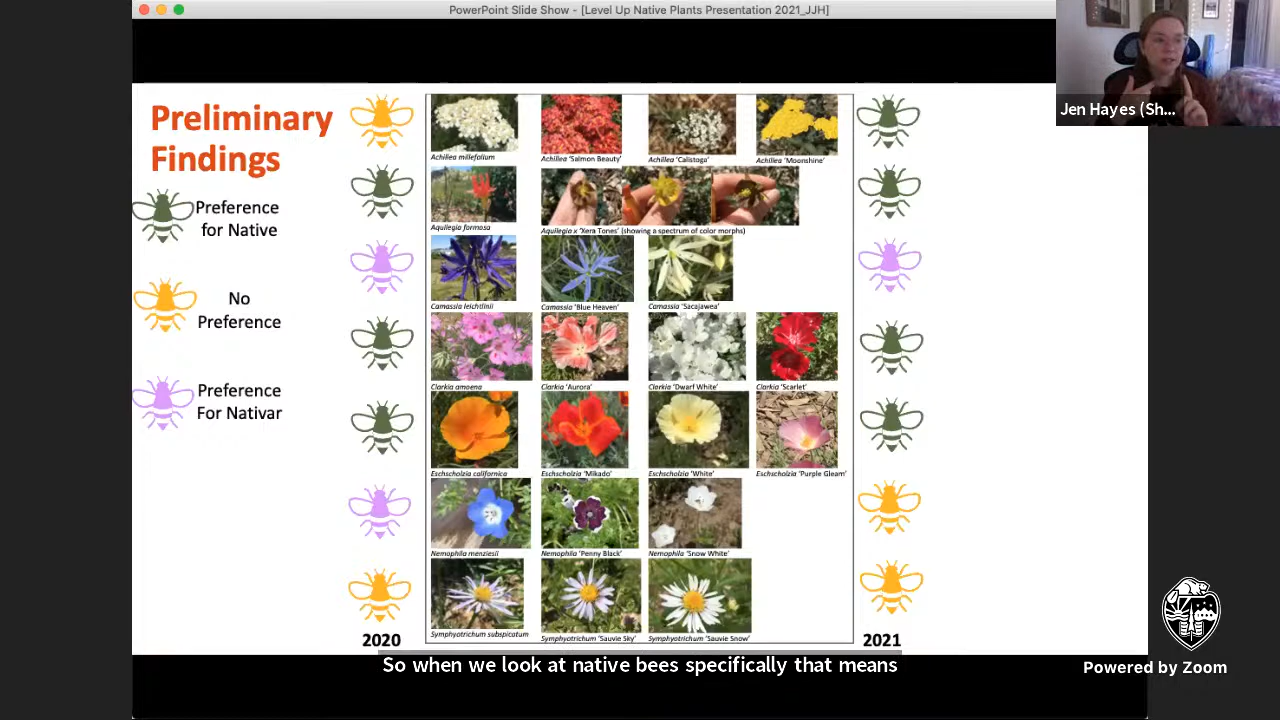 PowerPoint Slide Show - [Level Up Native Plants Presentation 2021_JJH]
Jen Hayes (Sh...
Preliminary
Findings
Preference
for Native
No
Preference
Preference
For Nativar
Achillea millefolium
Achillea 'Salmon Beauty'
Achillea 'Calistoga'
Achillea 'Moonshine'
Aquilegia formosa
Aquilegia x 'Xera Tones' (showing a spectrum of color morphs)
Camassia leichtlinii
Camassia 'Blue Heaven'
Camassia 'Sacajawea'
Clarkia amoena
Clarkia 'Aurora'
Clarkia 'Dwarf White'
Clarkia 'Scarlet'
Eschscholzia californica
Eschscholzia 'Mikado'
Eschscholzia 'White'
Eschscholzia 'Purple Gleam'
Nemophila menziesii
Nemophila 'Penny Black'
Nemophila 'Snow White'
Symphyotrichum subspicatum
Symphyotrichum 'Sauvie Sky'
Symphyotrichum 'Sauvie Snow'
2020
2021
So when we look at native bees specifically that means
Powered by Zoom